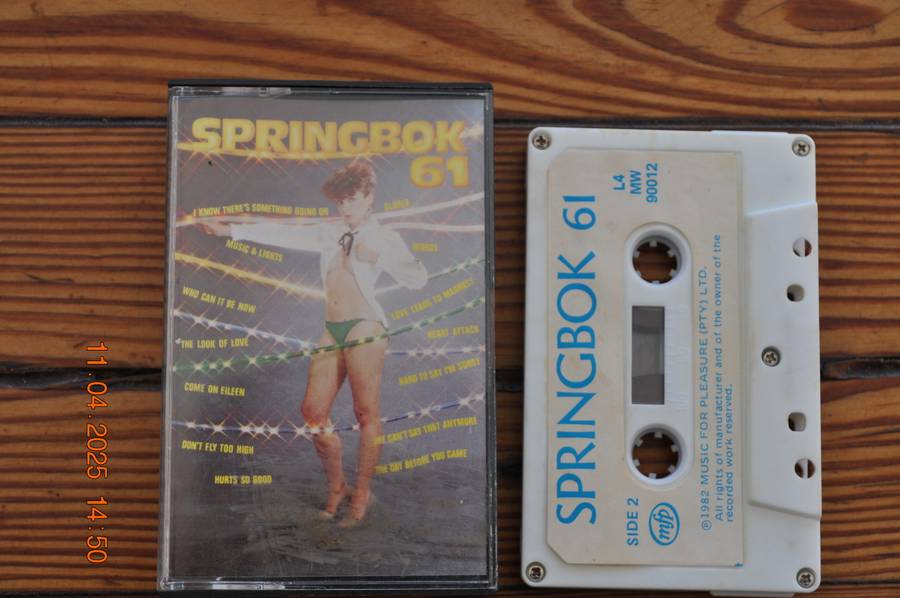 SPRINGBOK
61
I KNOW THERE'S SOMETHING GOING ON
GLORIA
MUSIC & LIGHTS
WORDS
WHO CAN IT BE NOW
LOVE LEADS TO MADNESS
THE LOOK OF LOVE
HEART ATTACK
COME ON EILEEN
HARD TO SAY I'M SORRY
DON'T FLY TOO HIGH
WE CAN'T SAY THAT ANYMORE
HURTS SO GOOD
THE DAY BEFORE YOU CAME
SPRINGBOK 61
L4
MW
90012
SIDE 2
mfp
℗1982 MUSIC FOR PLEASURE (PTY) LTD.
All rights of manufacturer and of the owner of the
recorded work reserved.
11.04.2025 14:50